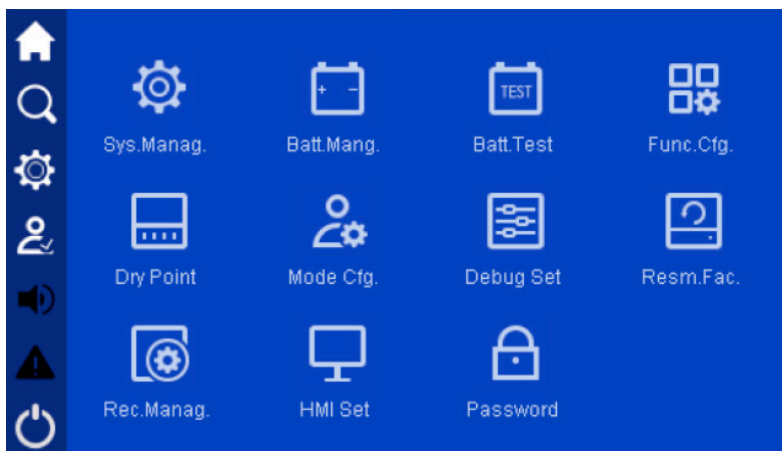 TEST
Sys.Manag. Batt.Mang. Batt.Test Func.Cfg.
Dry Point Mode Cfg. Debug Set Resm.Fac.
Rec.Manag. HMI Set Password